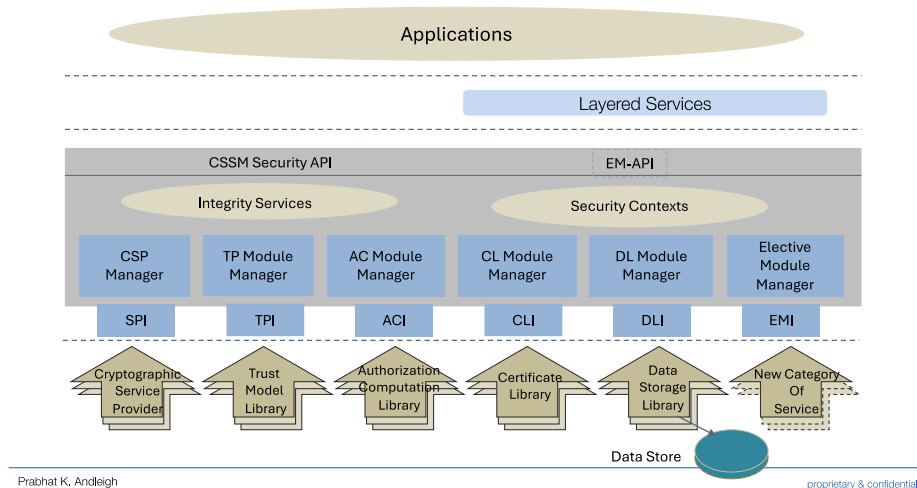 Applications
Layered Services
CSSM Security API
EM-API
Integrity Services
Security Contexts
CSP
Manager
TP Module
Manager
AC Module
Manager
CL Module
Manager
DL Module
Manager
Elective
Module
Manager
SPI
TPI
ACI
CLI
DLI
EMI
Cryptographic
Service
Provider
Trust
Model
Library
Authorization
Computation
Library
Certificate
Library
Data
Storage
Library
New Category
Of
Service
Data Store
Prabhat K. Andleigh
proprietary & confidential